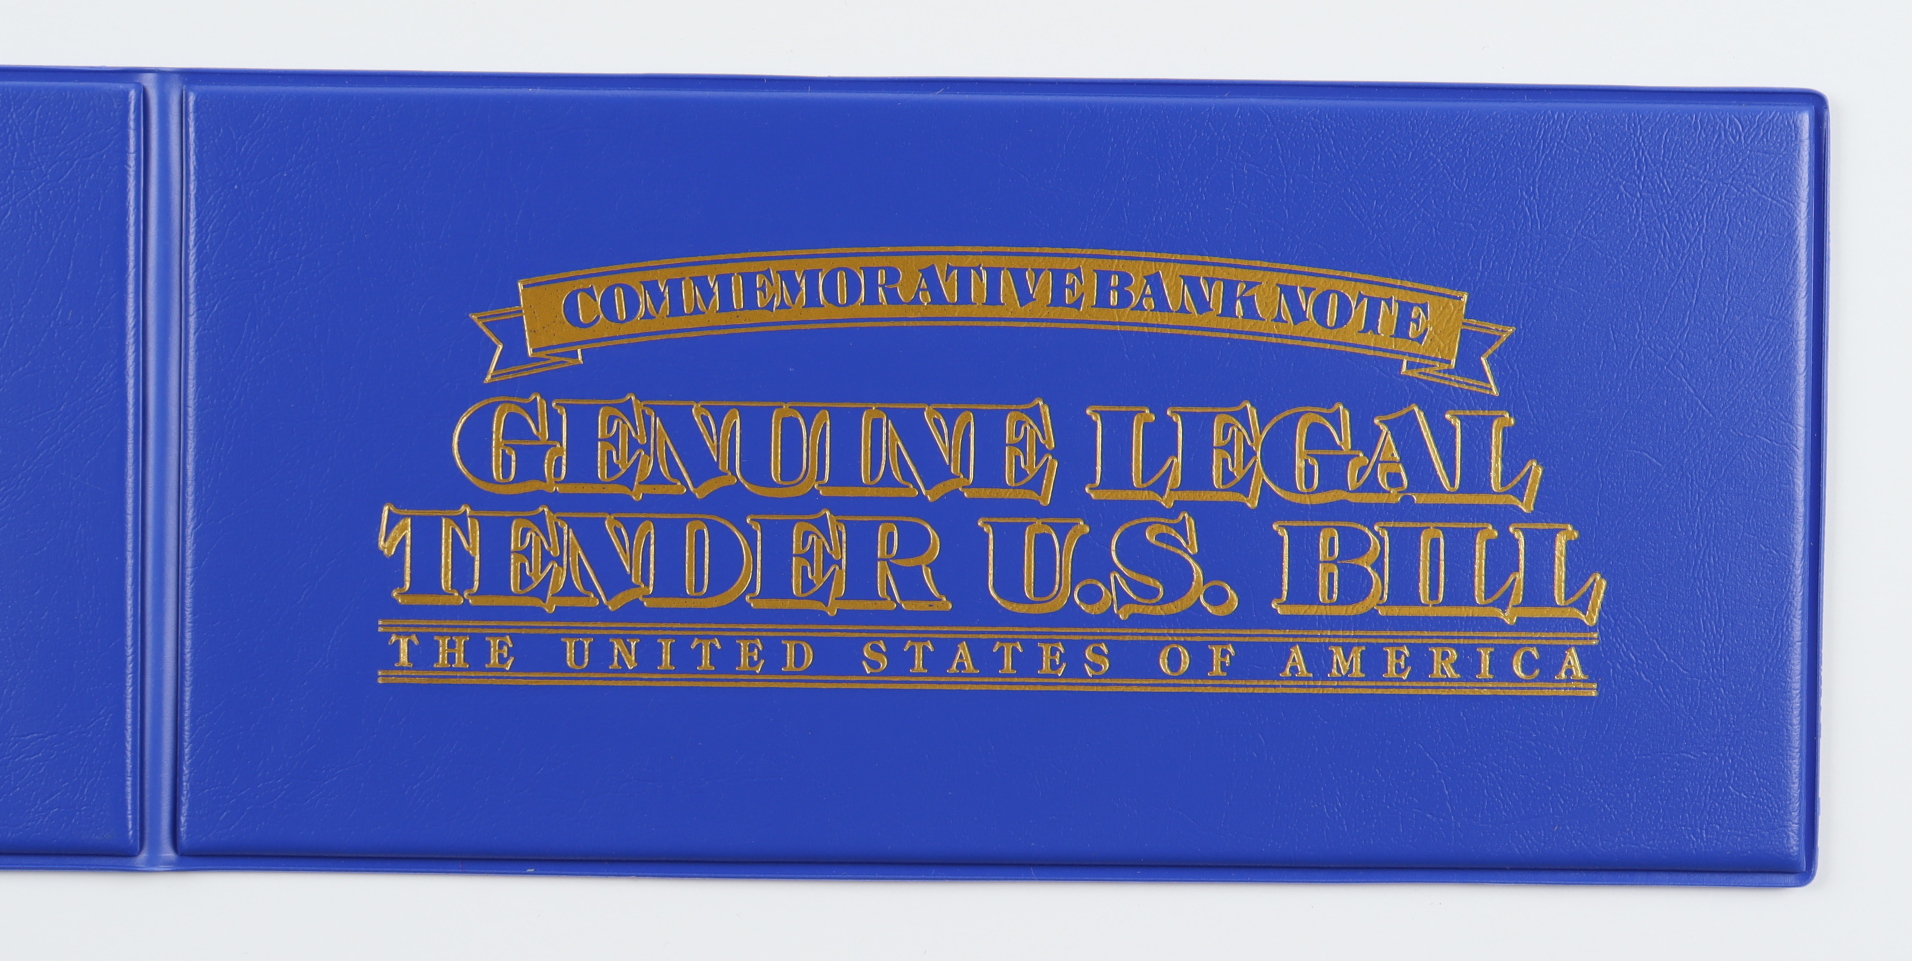 COMMEMORATIVE BANK NOTE
GENUINE LEGAL
TENDER U.S. BILL
THE UNITED STATES OF AMERICA